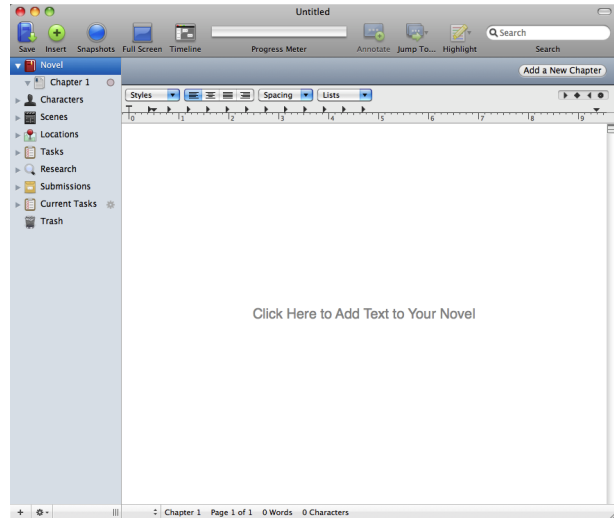 Untitled
Save Insert Snapshots Full Screen Timeline Progress Meter Annotate Jump To... Highlight Search
Search
Novel
Add a New Chapter
Chapter 1
Characters
Scenes
Locations
Tasks
Research
Submissions
Current Tasks
Trash
Styles Spacing Lists
0 1 2 3 4 5 6 7 8 9
Click Here to Add Text to Your Novel
Chapter 1 Page 1 of 1 0 Words 0 Characters